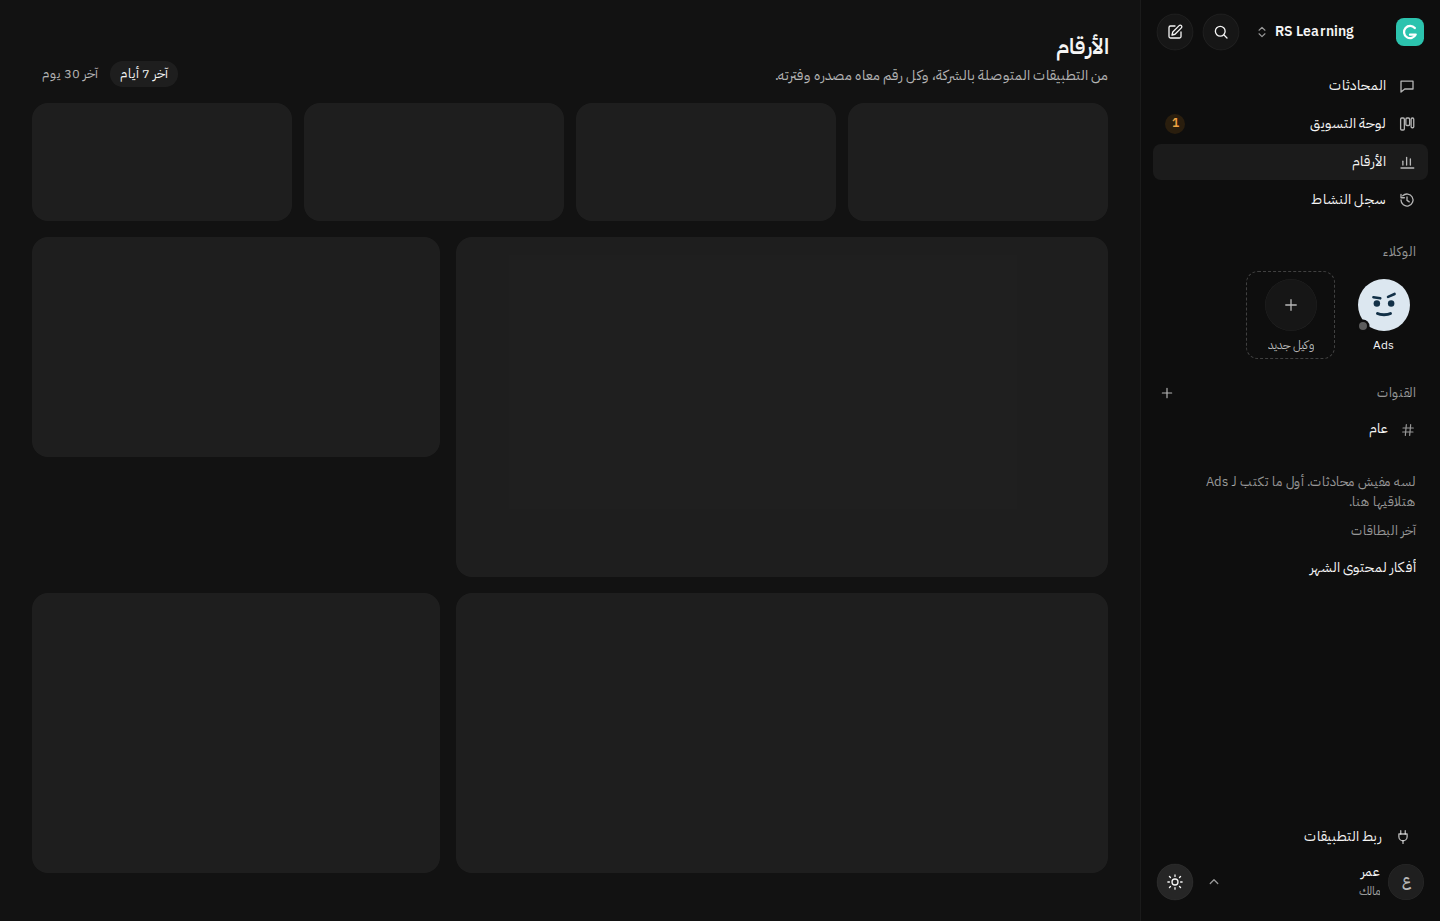 RS Learning
المحادثات
لوحة التسويق
1
الأرقام
سجل النشاط
الوكلاء
Ads
وكيل جديد
القنوات
عام
لسه مفيش محادثات. أول ما تكتب لـ Ads
هتلاقيها هنا.
آخر البطاقات
أفكار لمحتوى الشهر
ربط التطبيقات
ع
عمر
مالك
الأرقام
من التطبيقات المتوصلة بالشركة، وكل رقم معاه مصدره وفترته.
آخر 7 أيام
آخر 30 يوم